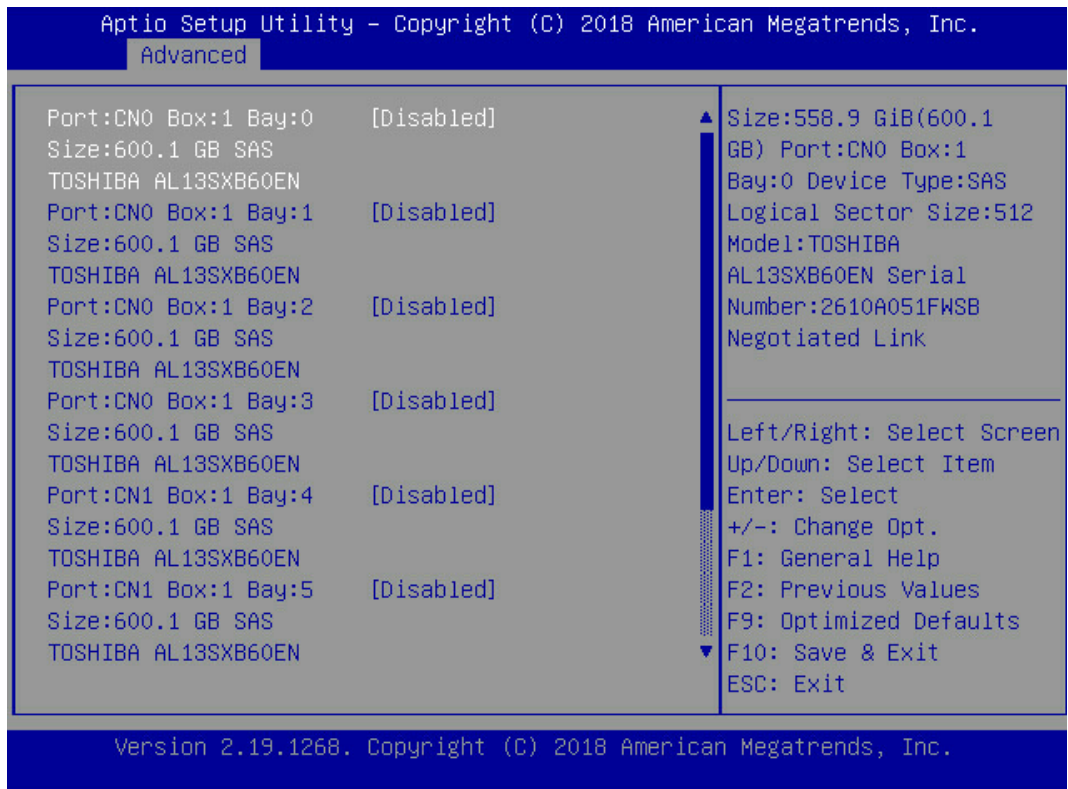 Aptio Setup Utility – Copyright (C) 2018 American Megatrends, Inc.
Advanced
Port:CN0 Box:1 Bay:0 [Disabled]
Size:600.1 GB SAS
TOSHIBA AL13SXB60EN
Port:CN0 Box:1 Bay:1 [Disabled]
Size:600.1 GB SAS
TOSHIBA AL13SXB60EN
Port:CN0 Box:1 Bay:2 [Disabled]
Size:600.1 GB SAS
TOSHIBA AL13SXB60EN
Port:CN0 Box:1 Bay:3 [Disabled]
Size:600.1 GB SAS
TOSHIBA AL13SXB60EN
Port:CN1 Box:1 Bay:4 [Disabled]
Size:600.1 GB SAS
TOSHIBA AL13SXB60EN
Port:CN1 Box:1 Bay:5 [Disabled]
Size:600.1 GB SAS
TOSHIBA AL13SXB60EN
Size:558.9 GiB(600.1
GB) Port:CN0 Box:1
Bay:0 Device Type:SAS
Logical Sector Size:512
Model:TOSHIBA
AL13SXB60EN Serial
Number:2610A051FWSB
Negotiated Link
Left/Right: Select Screen
Up/Down: Select Item
Enter: Select
+/-: Change Opt.
F1: General Help
F2: Previous Values
F9: Optimized Defaults
F10: Save & Exit
ESC: Exit
Version 2.19.1268. Copyright (C) 2018 American Megatrends, Inc.